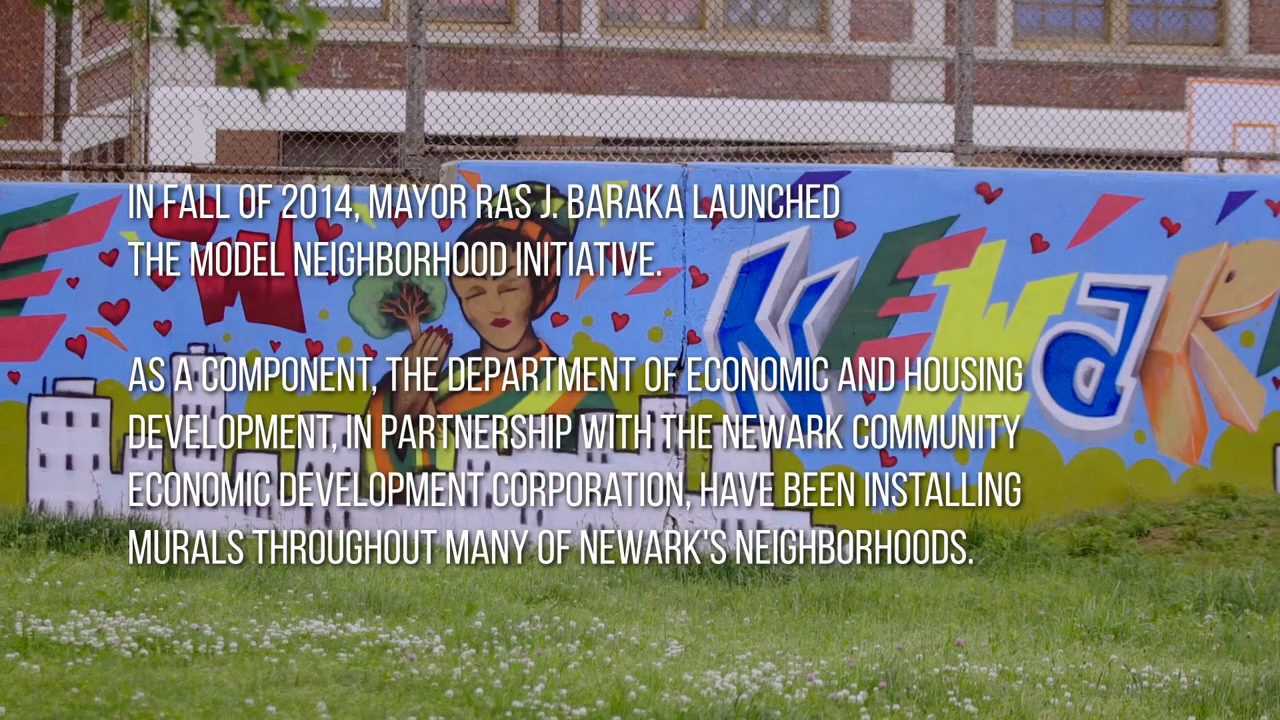 IN FALL OF 2014, MAYOR RAS J. BARAKA LAUNCHED
THE MODEL NEIGHBORHOOD INITIATIVE.
AS A COMPONENT, THE DEPARTMENT OF ECONOMIC AND HOUSING
DEVELOPMENT, IN PARTNERSHIP WITH THE NEWARK COMMUNITY
ECONOMIC DEVELOPMENT CORPORATION, HAVE BEEN INSTALLING
MURALS THROUGHOUT MANY OF NEWARK'S NEIGHBORHOODS.
NEWaR